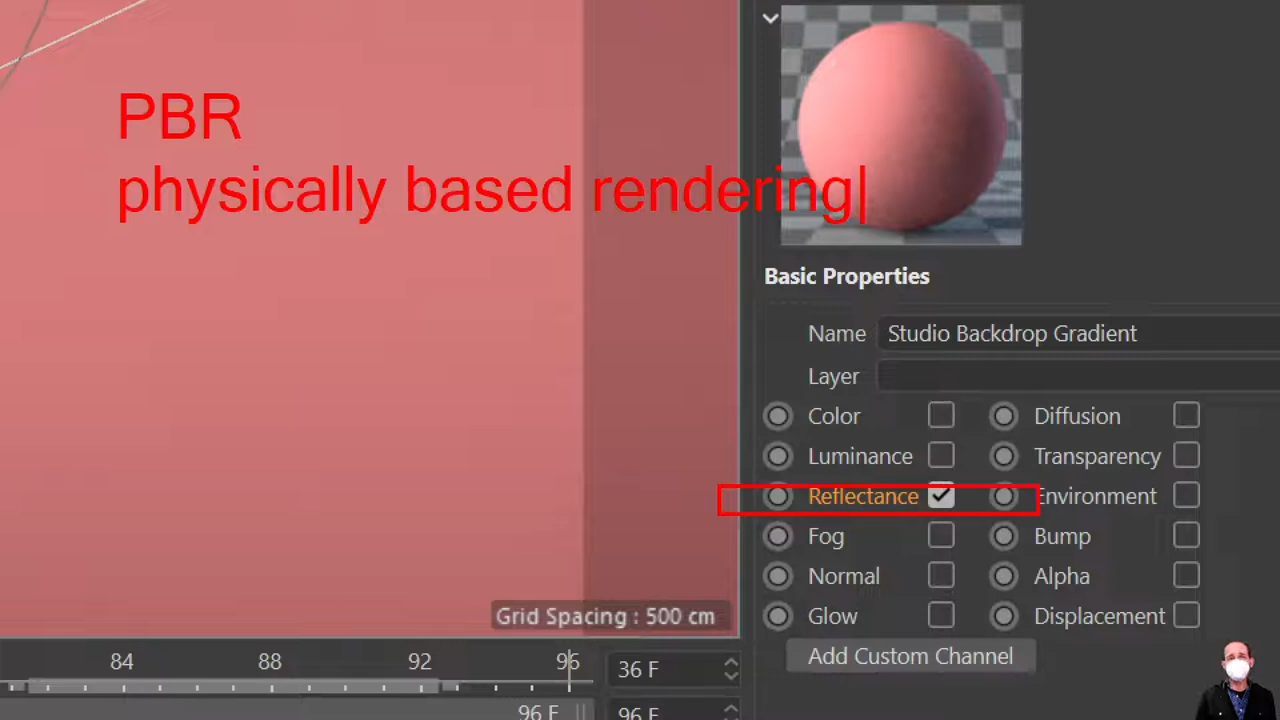 PBR
physically based rendering
Basic Properties
Name Studio Backdrop Gradient
Layer
Color Diffusion
Luminance Transparency
Reflectance Environment
Fog Bump
Normal Alpha
Glow Displacement
Add Custom Channel
Grid Spacing : 500 cm
84 88 92 96 36 F
96 F 96 F